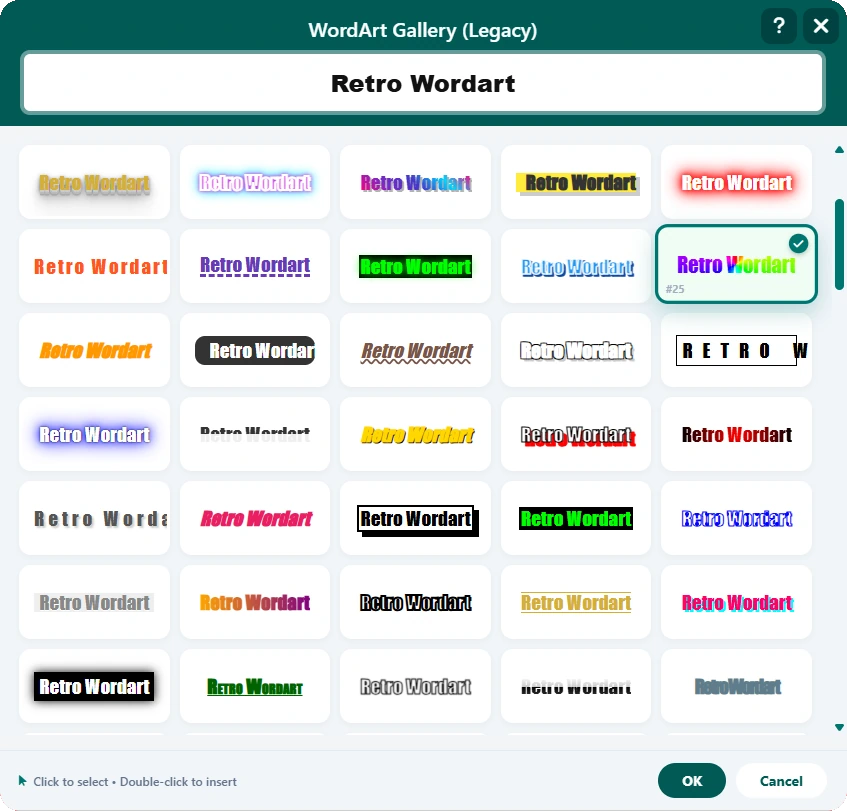 WordArt Gallery (Legacy)
?
Retro Wordart
Retro Wordart Retro Wordart Retro Wordart Retro Wordart Retro Wordart
Retro Wordart Retro Wordart Retro Wordart Retro Wordart Retro Wordart
#25
Retro Wordart Retro Wordar Retro Wordart Retro Wordart RETRO W
Retro Wordart Retro Wordart Retro Wordart Retro Wordart Retro Wordart
Retro Worda Retro Wordart Retro Wordart Retro Wordart Retro Wordart
Retro Wordart Retro Wordart Retro Wordart Retro Wordart Retro Wordart
Retro Wordart Retro Wordart Retro Wordart Retro Wordart Retro Wordart
Click to select • Double-click to insert
OK Cancel